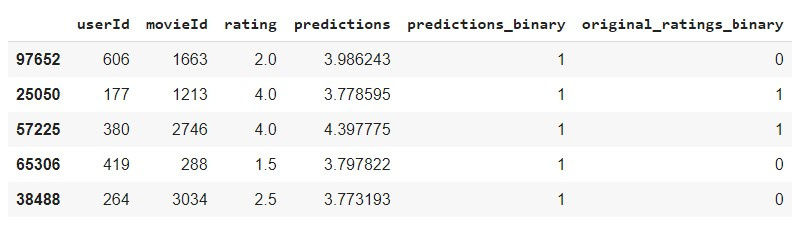 userId movieId rating predictions predictions_binary original_ratings_binary
97652 606 1663 2.0 3.986243 1 0
25050 177 1213 4.0 3.778595 1 1
57225 380 2746 4.0 4.397775 1 1
65306 419 288 1.5 3.797822 1 0
38488 264 3034 2.5 3.773193 1 0